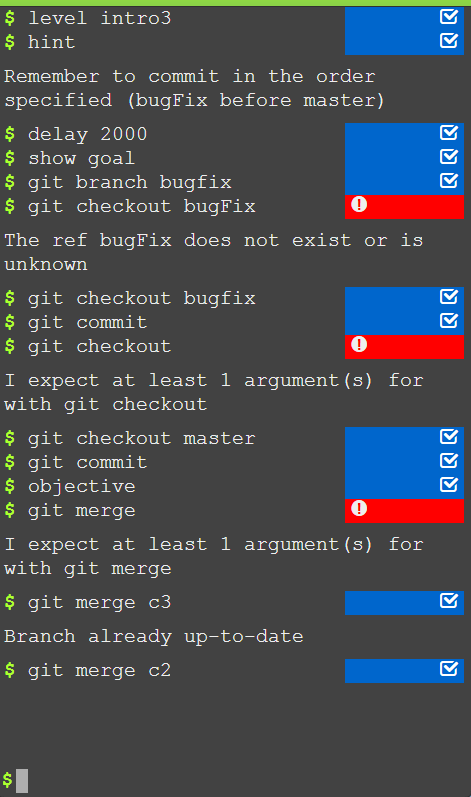 $ level intro3
$ hint
Remember to commit in the order
specified (bugFix before master)
$ delay 2000
$ show goal
$ git branch bugfix
$ git checkout bugFix
The ref bugFix does not exist or is
unknown
$ git checkout bugfix
$ git commit
$ git checkout
I expect at least 1 argument(s) for
with git checkout
$ git checkout master
$ git commit
$ objective
$ git merge
I expect at least 1 argument(s) for
with git merge
$ git merge c3
Branch already up-to-date
$ git merge c2
$